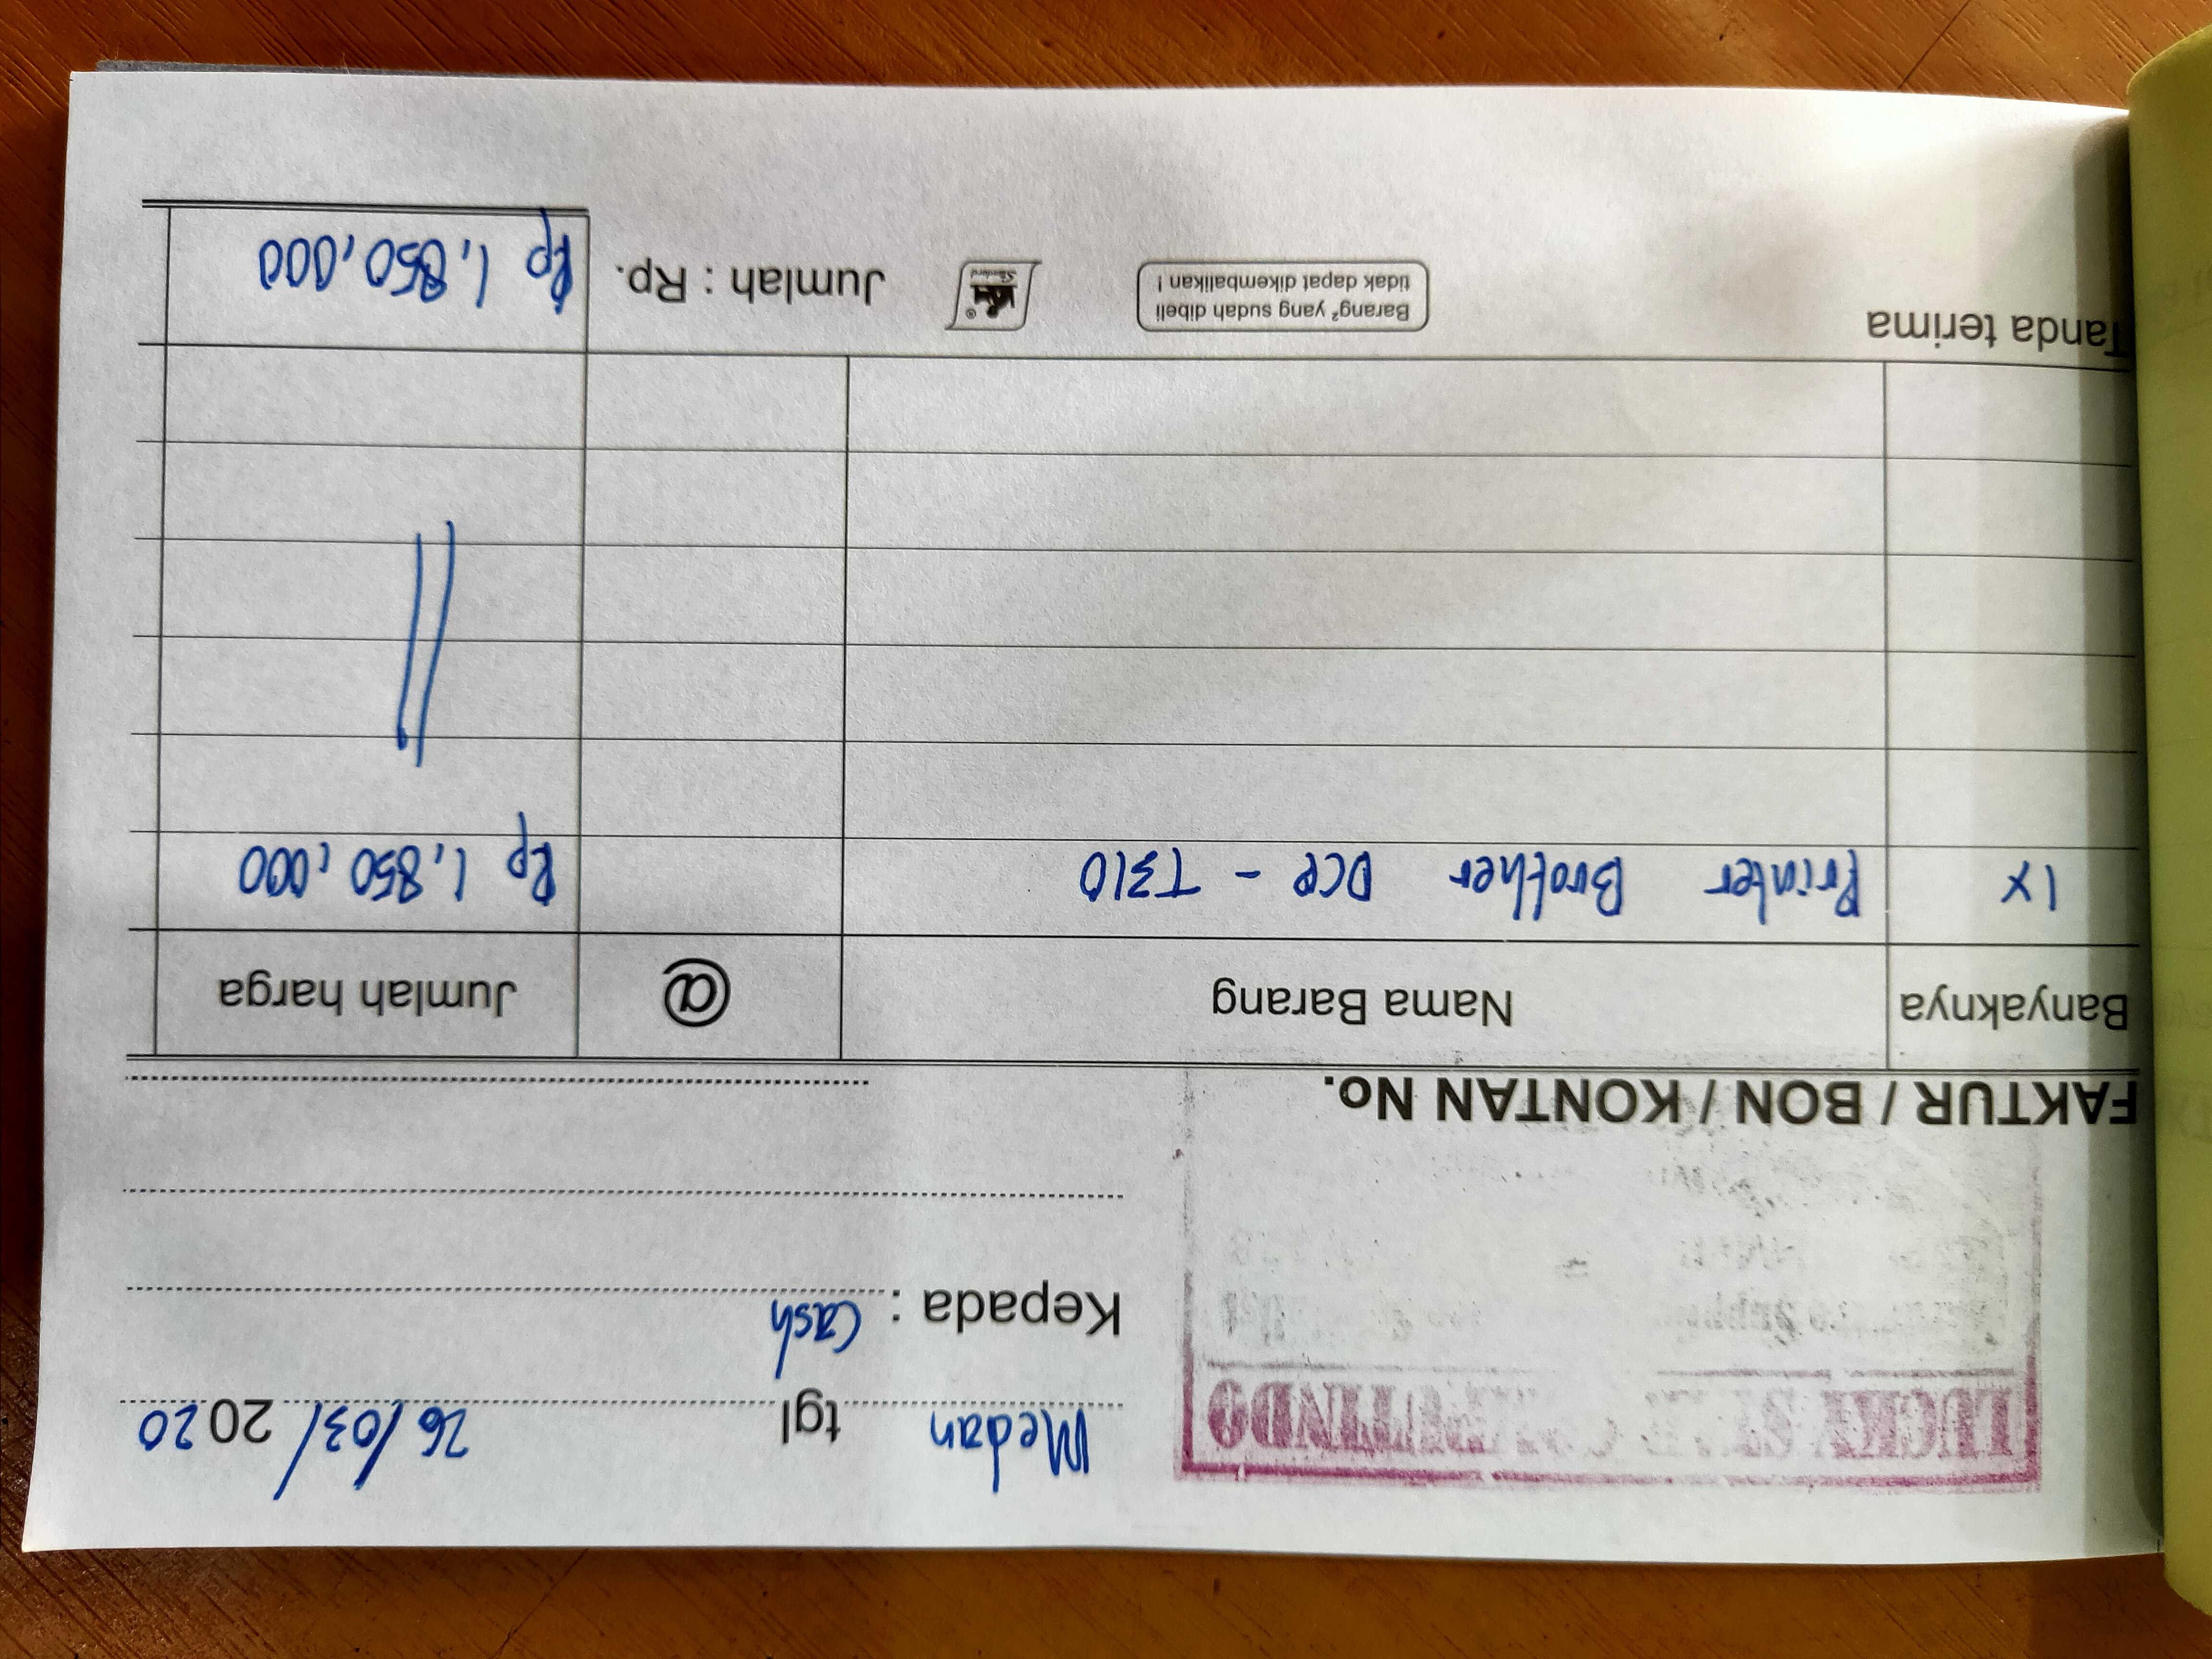 LUCKY
Medan tgl 26/03/2020
Kepada : Cash
FAKTUR / BON / KONTAN No.
Banyaknya Nama Barang @ Jumlah harga
1x Printer Brother DCP - T310 Rp 1,850,000
Tanda terima
Barang² yang sudah dibeli
tidak dapat dikembalikan !
Jumlah : Rp. Rp 1,850,000